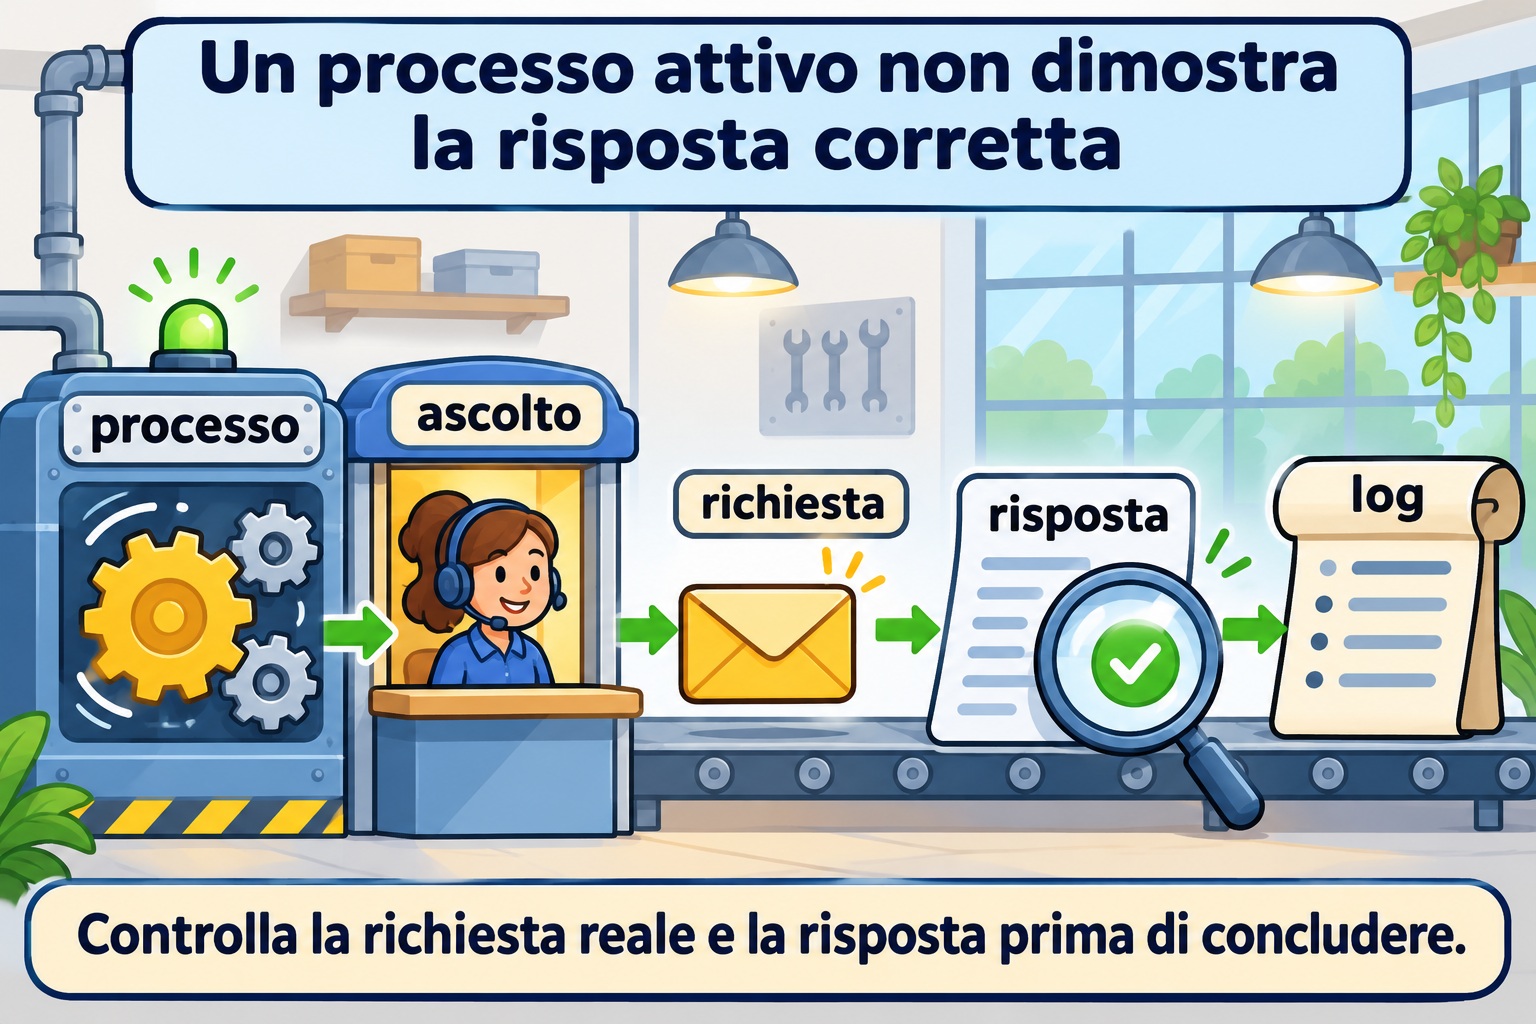 Un processo attivo non dimostra
la risposta corretta
processo
ascolto
richiesta
risposta
log
Controlla la richiesta reale e la risposta prima di concludere.